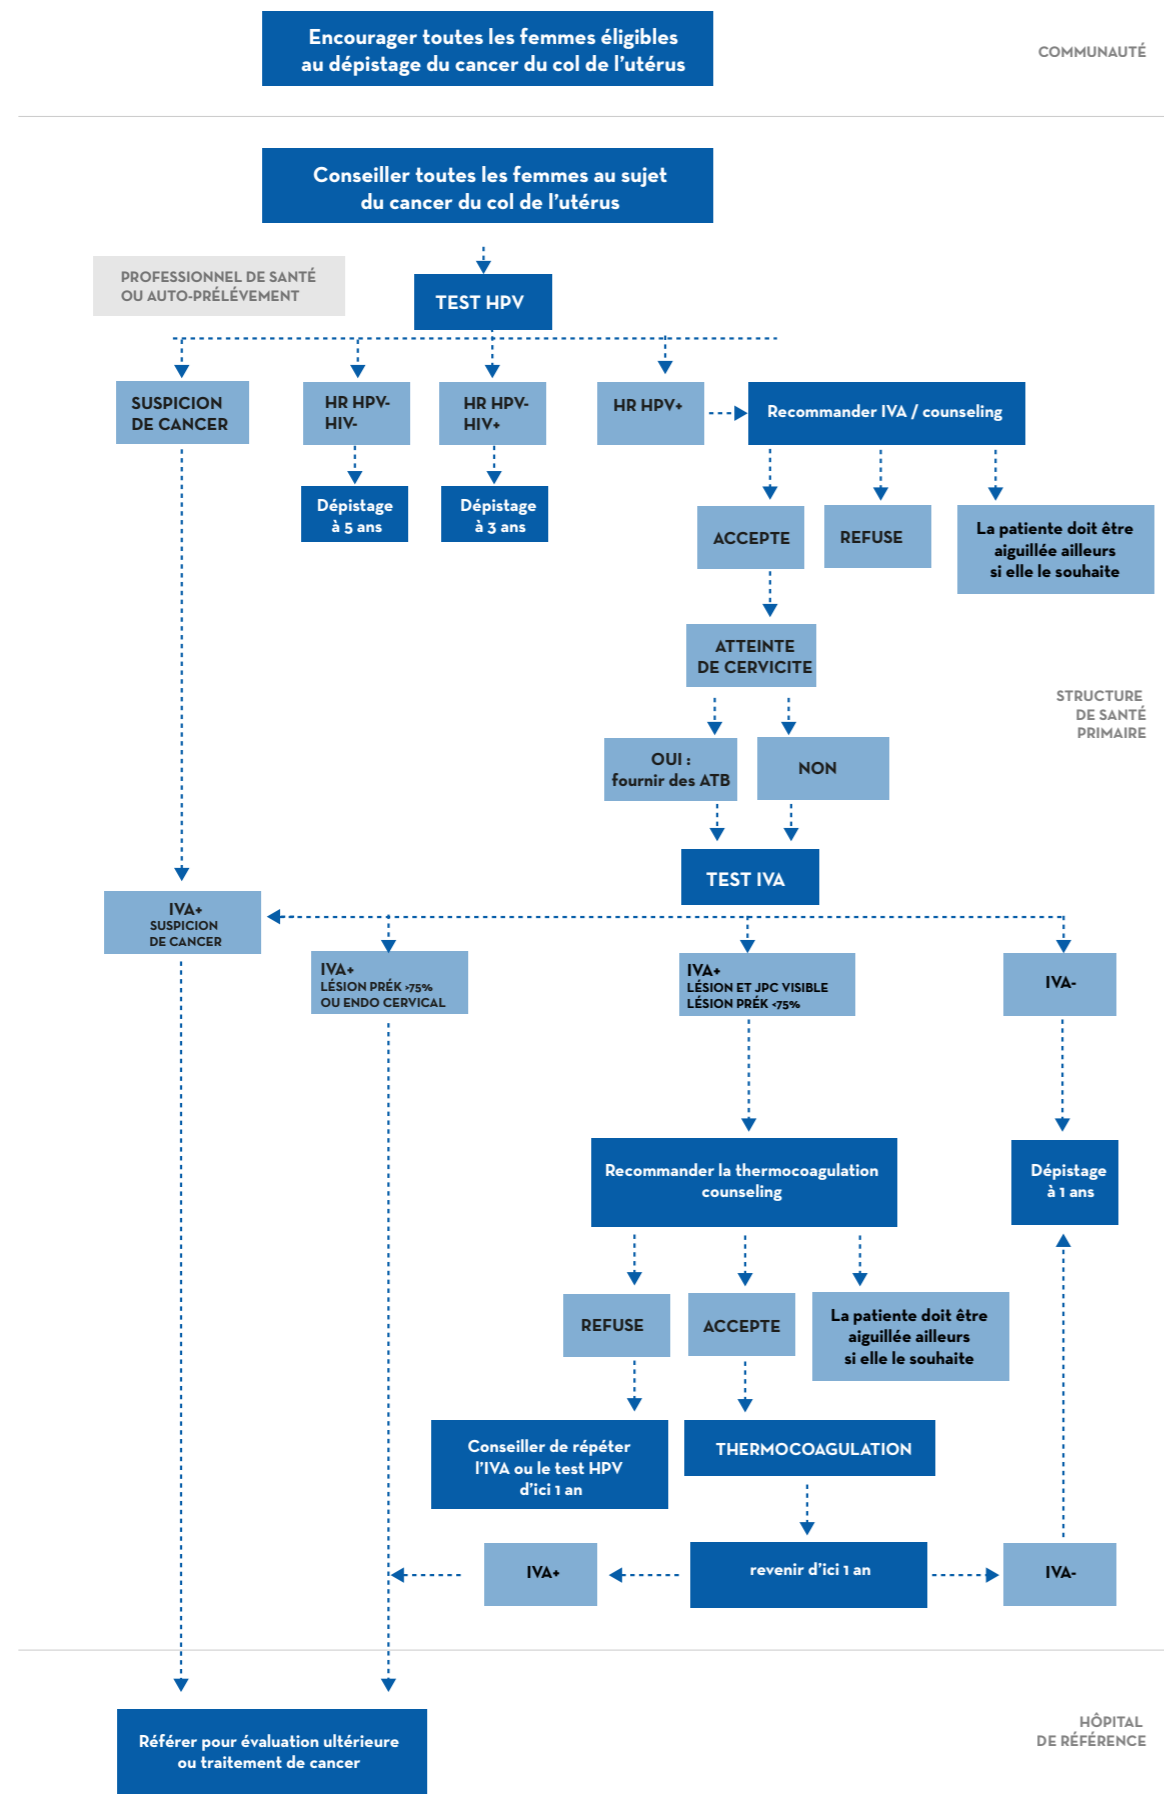 Encourager toutes les femmes éligibles
au dépistage du cancer du col de l'utérus
COMMUNAUTÉ
Conseiller toutes les femmes au sujet
du cancer du col de l'utérus
PROFESSIONNEL DE SANTÉ
OU AUTO-PRÉLÉVEMENT
TEST HPV
SUSPICION
DE CANCER
HR HPV-
HIV-
HR HPV-
HIV+
HR HPV+
Recommander IVA / counseling
Dépistage
à 5 ans
Dépistage
à 3 ans
ACCEPTE
REFUSE
La patiente doit être
aiguillée ailleurs
si elle le souhaite
ATTEINTE
DE CERVICITE
STRUCTURE
DE SANTÉ
PRIMAIRE
OUI :
fournir des ATB
NON
TEST IVA
IVA+
SUSPICION
DE CANCER
IVA+
LÉSION PRÉK >75%
OU ENDO CERVICAL
IVA+
LÉSION ET JPC VISIBLE
LÉSION PRÉK <75%
IVA-
Recommander la thermocoagulation
counseling
Dépistage
à 1 ans
REFUSE
ACCEPTE
La patiente doit être
aiguillée ailleurs
si elle le souhaite
Conseiller de répéter
l'IVA ou le test HPV
d'ici 1 an
THERMOCOAGULATION
IVA+
revenir d'ici 1 an
IVA-
Référer pour évaluation ultérieure
ou traitement de cancer
HÔPITAL
DE RÉFÉRENCE